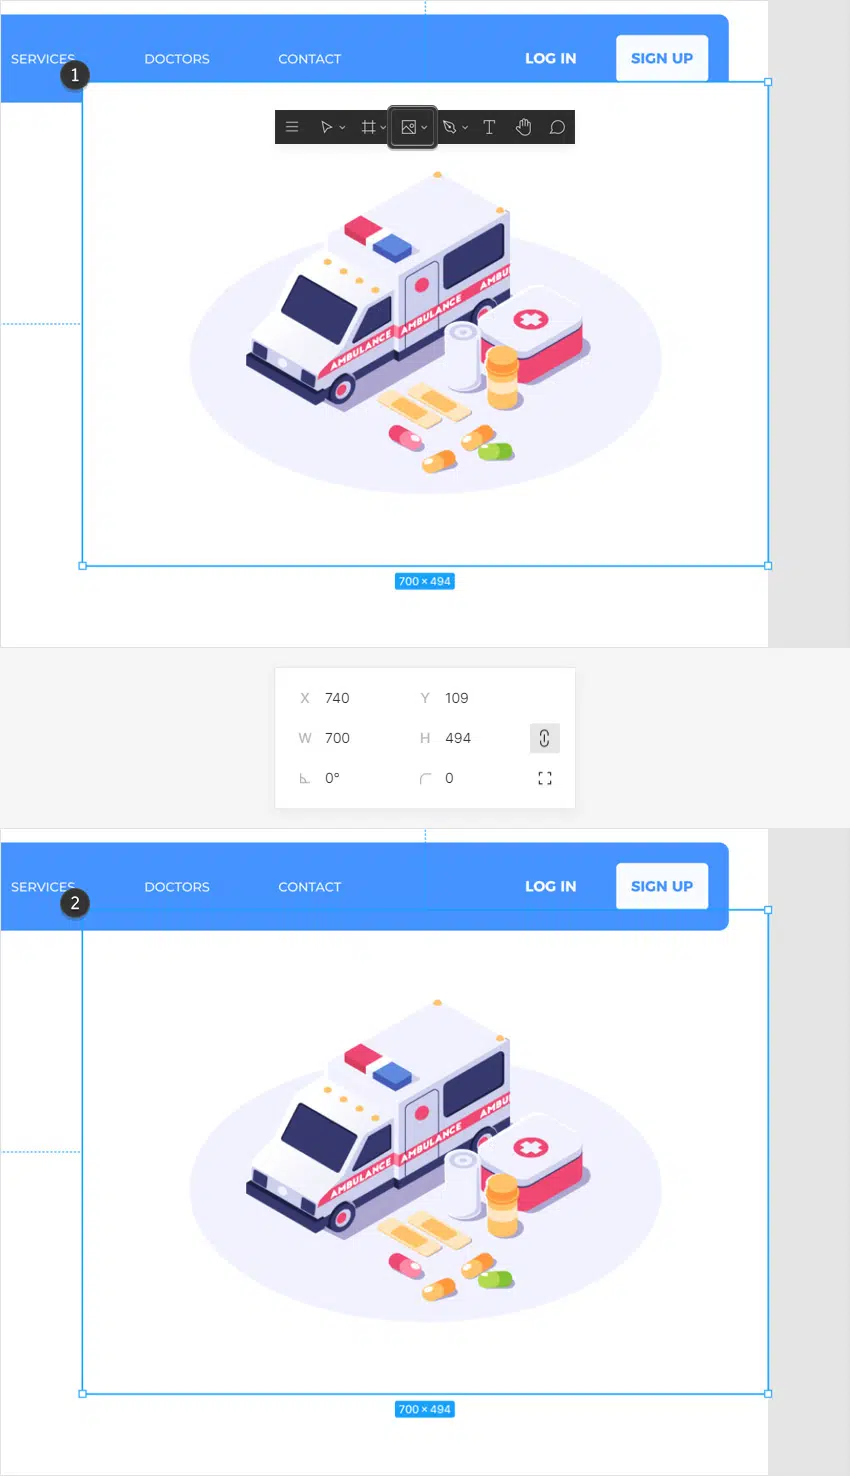 SERVICES DOCTORS CONTACT LOG IN SIGN UP
1
AMBULANCE AMBULANCE AMBU
700 × 494
X 740 Y 109
W 700 H 494
0° 0
SERVICES DOCTORS CONTACT LOG IN SIGN UP
2
AMBULANCE AMBULANCE AMBU
700 × 494